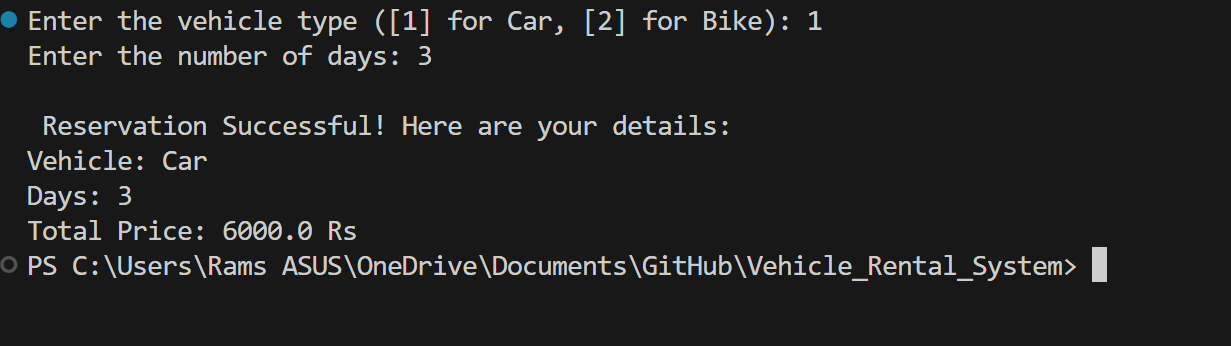 Enter the vehicle type ([1] for Car, [2] for Bike): 1
Enter the number of days: 3
Reservation Successful! Here are your details:
Vehicle: Car
Days: 3
Total Price: 6000.0 Rs
PS C:\Users\Rams ASUS\OneDrive\Documents\GitHub\Vehicle_Rental_System>